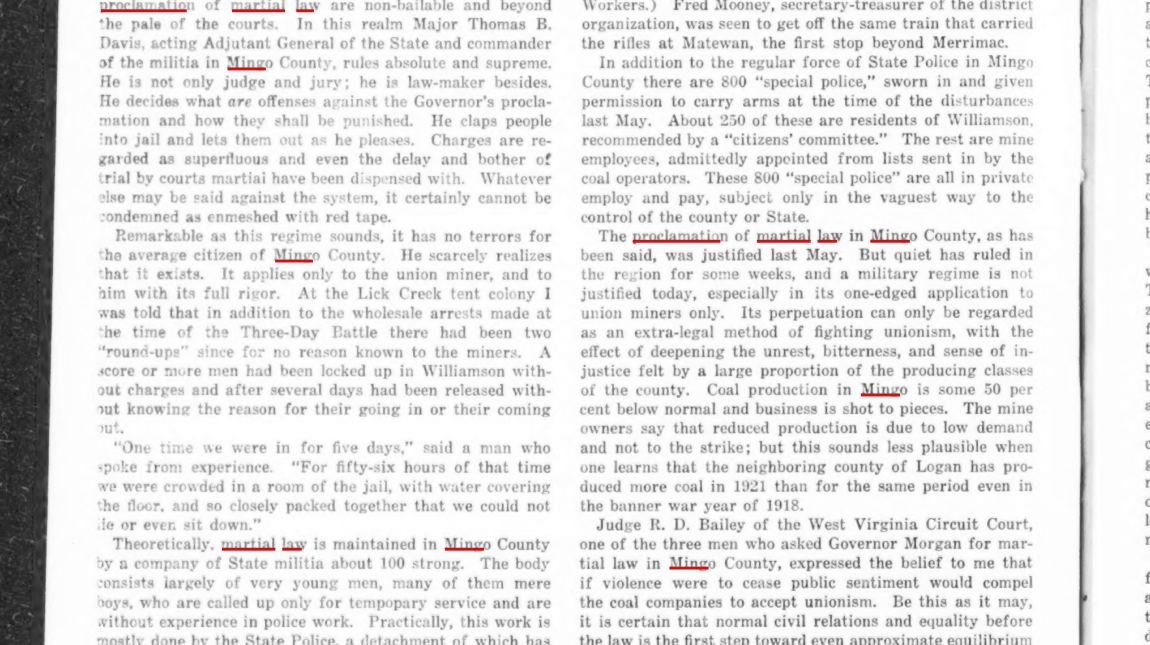 proclamation of martial law are non-bailable and beyond
the pale of the courts. In this realm Major Thomas B.
Davis, acting Adjutant General of the State and commander
of the militia in Mingo County, rules absolute and supreme.
He is not only judge and jury; he is law-maker besides.
He decides what are offenses against the Governor's procla-
mation and how they shall be punished. He claps people
into jail and lets them out as he pleases. Charges are re-
garded as superfluous and even the delay and bother of
trial by courts martial have been dispensed with. Whatever
else may be said against the system, it certainly cannot be
condemned as enmeshed with red tape.
Remarkable as this regime sounds, it has no terrors for
the average citizen of Mingo County. He scarcely realizes
that it exists. It applies only to the union miner, and to
him with its full rigor. At the Lick Creek tent colony I
was told that in addition to the wholesale arrests made at
the time of the Three-Day Battle there had been two
"round-ups" since for no reason known to the miners. A
score or more men had been locked up in Williamson with-
out charges and after several days had been released with-
out knowing the reason for their going in or their coming
out.
"One time we were in for five days," said a man who
spoke from experience. "For fifty-six hours of that time
we were crowded in a room of the jail, with water covering
the floor, and so closely packed together that we could not
lie or even sit down."
Theoretically, martial law is maintained in Mingo County
by a company of State militia about 100 strong. The body
consists largely of very young men, many of them mere
boys, who are called up only for tempopary service and are
without experience in police work. Practically, this work is
mostly done by the State Police, a detachment of which has
Workers.) Fred Mooney, secretary-treasurer of the district
organization, was seen to get off the same train that carried
the rifles at Matewan, the first stop beyond Merrimac.
In addition to the regular force of State Police in Mingo
County there are 800 "special police," sworn in and given
permission to carry arms at the time of the disturbances
last May. About 250 of these are residents of Williamson,
recommended by a "citizens' committee." The rest are mine
employees, admittedly appointed from lists sent in by the
coal operators. These 800 "special police" are all in private
employ and pay, subject only in the vaguest way to the
control of the county or State.
The proclamation of martial law in Mingo County, as has
been said, was justified last May. But quiet has ruled in
the region for some weeks, and a military regime is not
justified today, especially in its one-edged application to
union miners only. Its perpetuation can only be regarded
as an extra-legal method of fighting unionism, with the
effect of deepening the unrest, bitterness, and sense of in-
justice felt by a large proportion of the producing classes
of the county. Coal production in Mingo is some 50 per
cent below normal and business is shot to pieces. The mine
owners say that reduced production is due to low demand
and not to the strike; but this sounds less plausible when
one learns that the neighboring county of Logan has pro-
duced more coal in 1921 than for the same period even in
the banner war year of 1918.
Judge R. D. Bailey of the West Virginia Circuit Court,
one of the three men who asked Governor Morgan for mar-
tial law in Mingo County, expressed the belief to me that
if violence were to cease public sentiment would compel
the coal companies to accept unionism. Be this as it may,
it is certain that normal civil relations and equality before
the law is the first step toward even approximate equilibrium